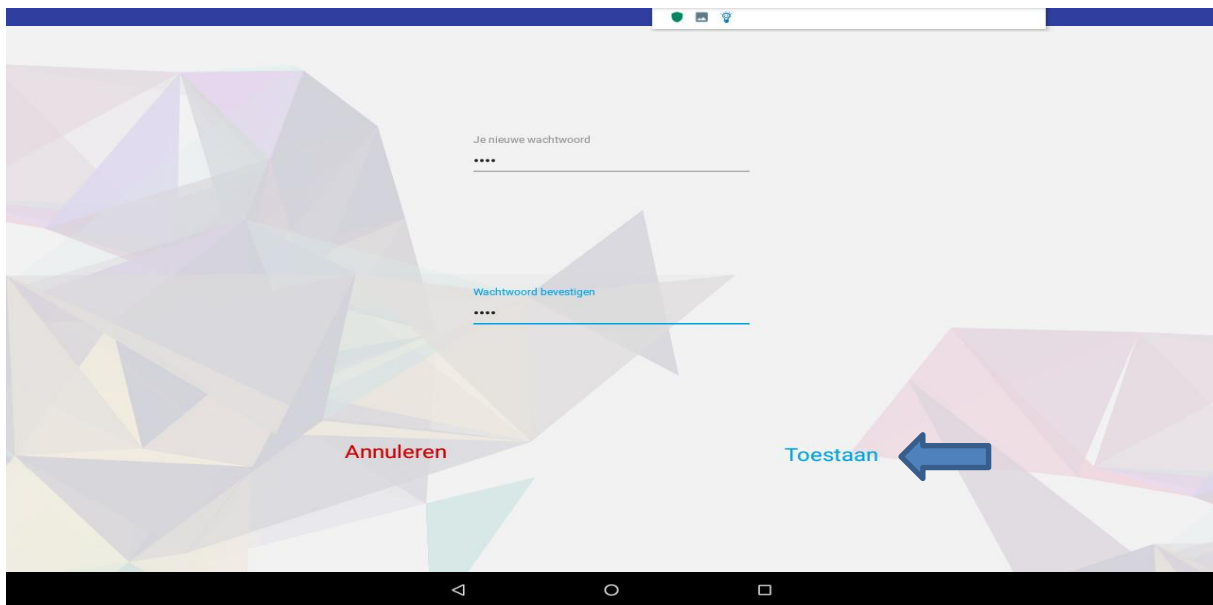 Je nieuwe wachtwoord
••••
Wachtwoord bevestigen
••••
Annuleren
Toestaan